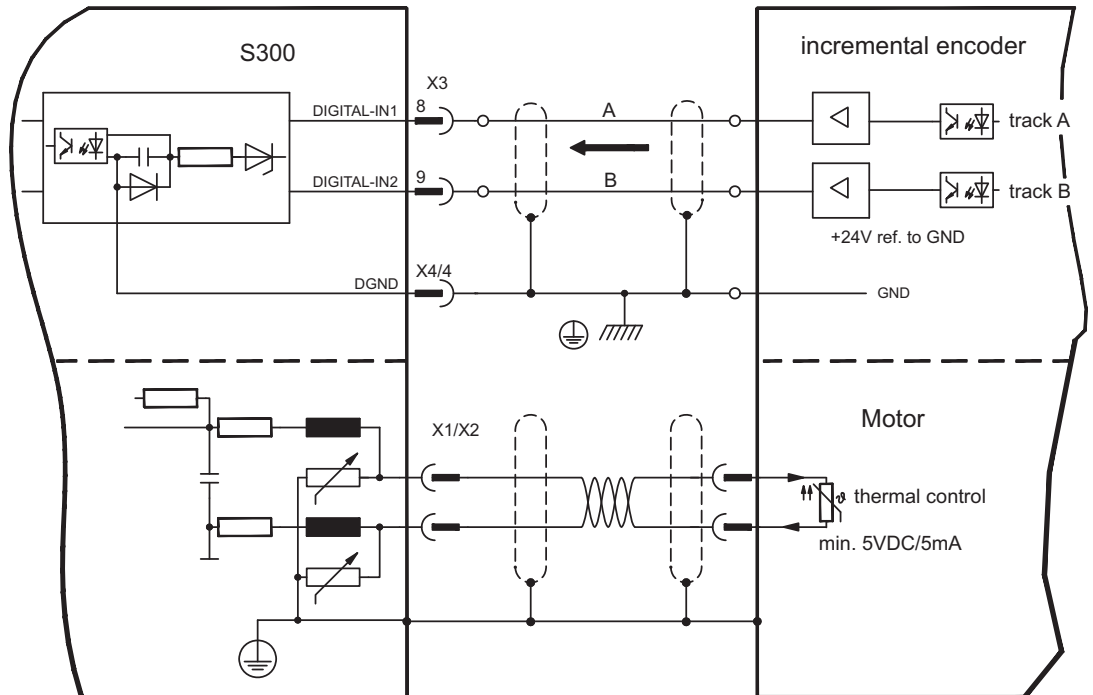 S300
incremental encoder
X3
DIGITAL-IN1
8
A
track A
DIGITAL-IN2
9
B
track B
+24V ref. to GND
DGND
X4/4
GND
Motor
X1/X2
ϑ thermal control
min. 5VDC/5mA